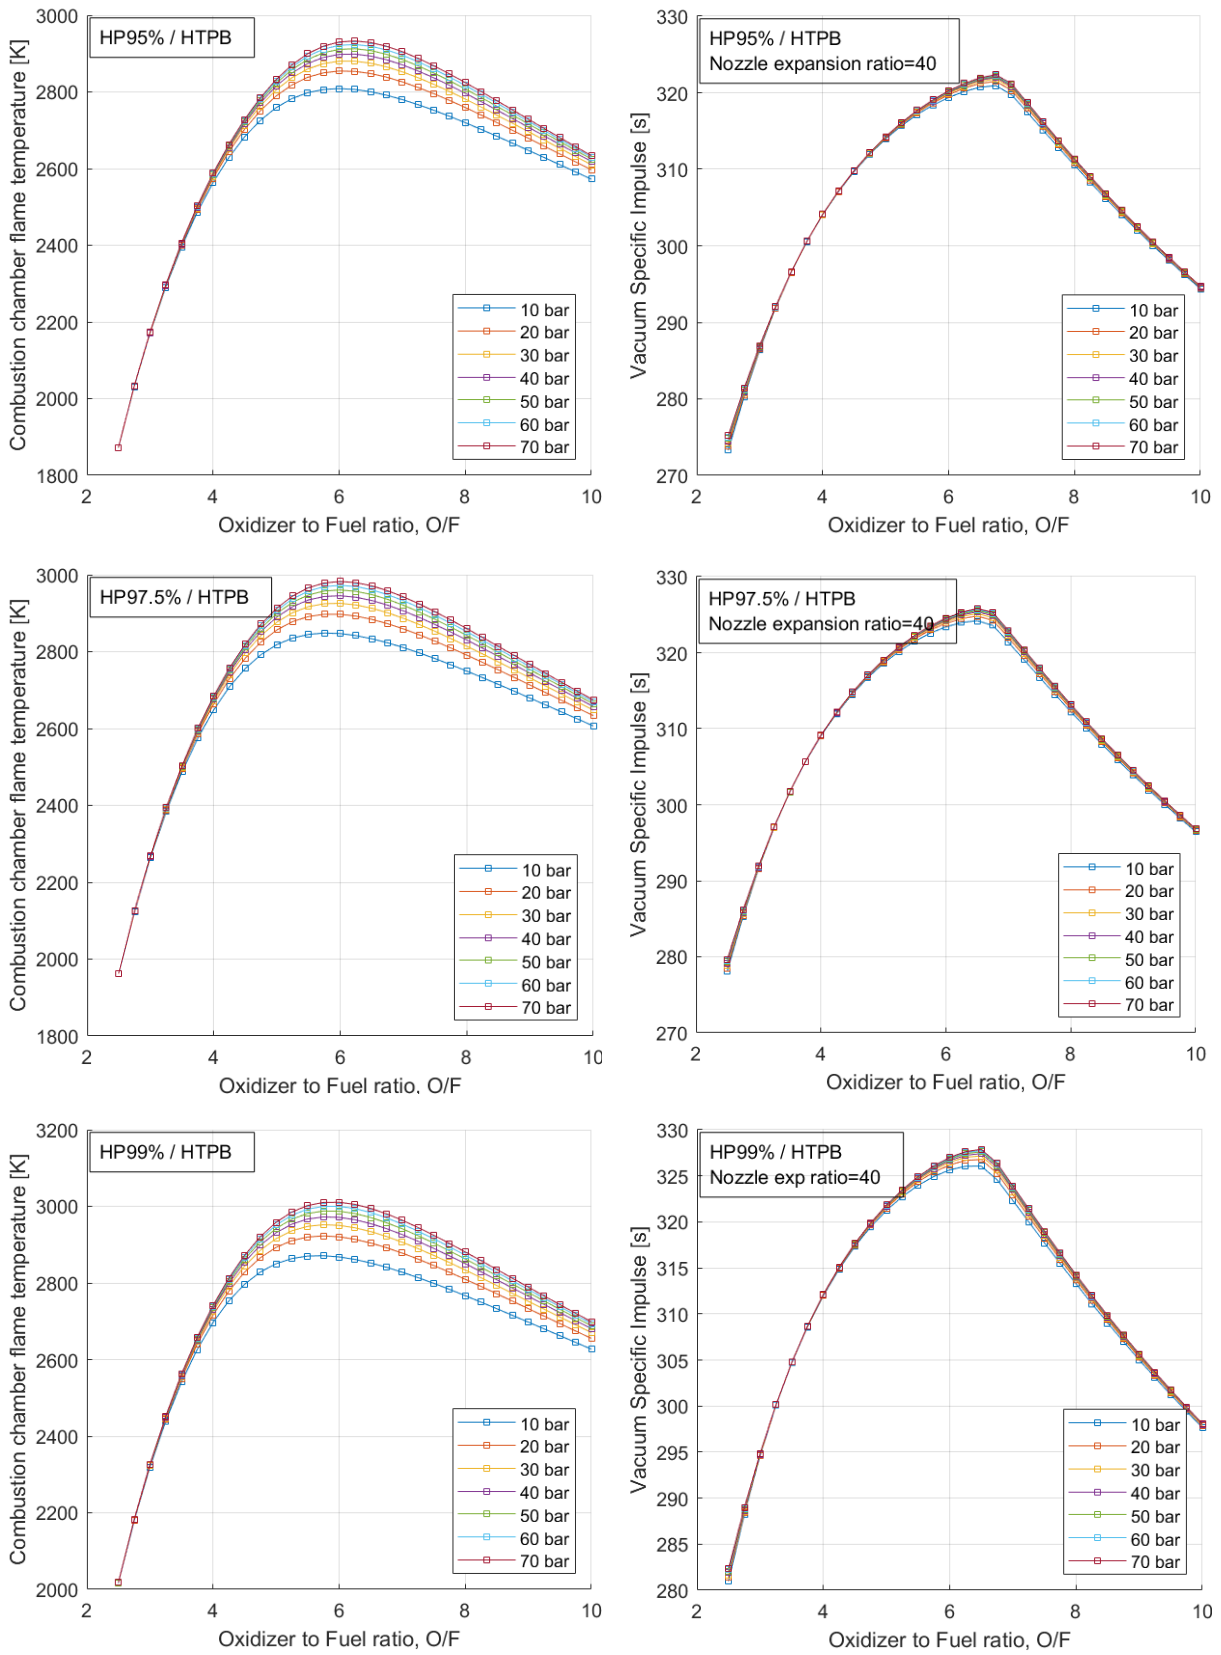 HP95% / HTPB
Combustion chamber flame temperature [K]
3000
2800
2600
2400
2200
2000
1800
10 bar
20 bar
30 bar
40 bar
50 bar
60 bar
70 bar
2 4 6 8 10
Oxidizer to Fuel ratio, O/F
HP95% / HTPB
Nozzle expansion ratio=40
Vacuum Specific Impulse [s]
330
320
310
300
290
280
270
10 bar
20 bar
30 bar
40 bar
50 bar
60 bar
70 bar
2 4 6 8 10
Oxidizer to Fuel ratio, O/F
HP97.5% / HTPB
Combustion chamber flame temperature [K]
3000
2800
2600
2400
2200
2000
1800
10 bar
20 bar
30 bar
40 bar
50 bar
60 bar
70 bar
2 4 6 8 10
Oxidizer to Fuel ratio, O/F
HP97.5% / HTPB
Nozzle expansion ratio=40
Vacuum Specific Impulse [s]
330
320
310
300
290
280
270
10 bar
20 bar
30 bar
40 bar
50 bar
60 bar
70 bar
2 4 6 8 10
Oxidizer to Fuel ratio, O/F
HP99% / HTPB
Combustion chamber flame temperature [K]
3200
3000
2800
2600
2400
2200
2000
10 bar
20 bar
30 bar
40 bar
50 bar
60 bar
70 bar
2 4 6 8 10
Oxidizer to Fuel ratio, O/F
HP99% / HTPB
Nozzle exp ratio=40
Vacuum Specific Impulse [s]
330
325
320
315
310
305
300
295
290
285
280
10 bar
20 bar
30 bar
40 bar
50 bar
60 bar
70 bar
2 4 6 8 10
Oxidizer to Fuel ratio, O/F